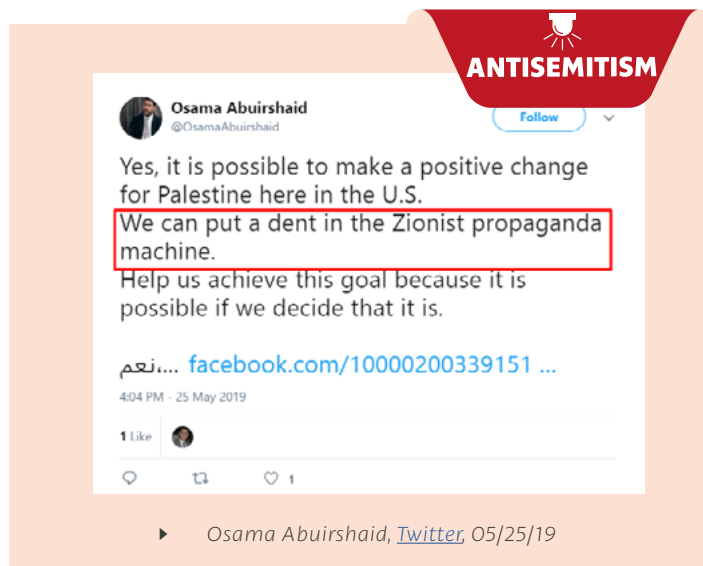 ANTISEMITISM
Osama Abuirshaid
@OsamaAbuirshaid
Follow
Yes, it is possible to make a positive change
for Palestine here in the U.S.
We can put a dent in the Zionist propaganda
machine.
Help us achieve this goal because it is
possible if we decide that it is.
نعم،... facebook.com/10000200339151 ...
4:04 PM - 25 May 2019
1 Like
1
Osama Abuirshaid, Twitter, 05/25/19